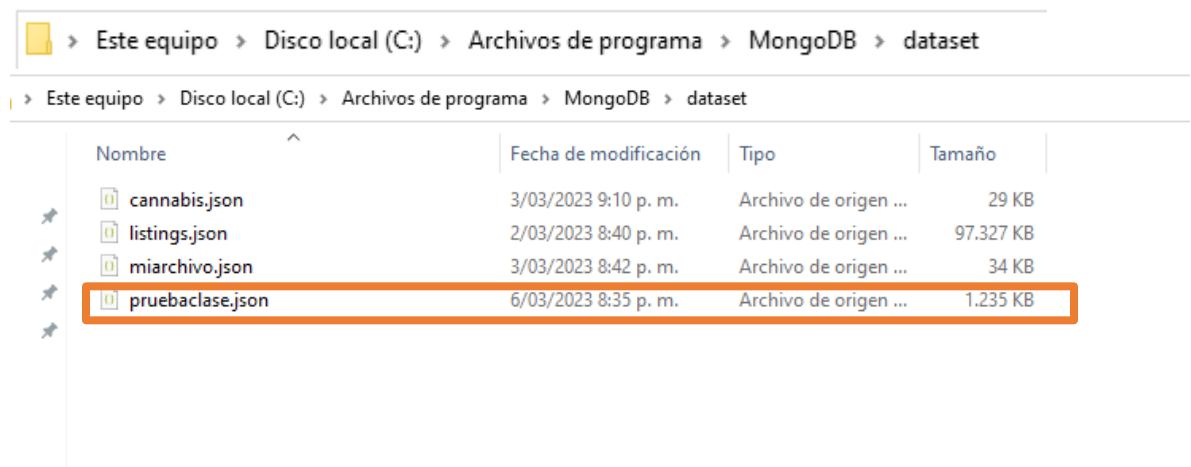 Este equipo > Disco local (C:) > Archivos de programa > MongoDB > dataset
> Este equipo > Disco local (C:) > Archivos de programa > MongoDB > dataset
Nombre Fecha de modificación Tipo Tamaño
cannabis.json 3/03/2023 9:10 p. m. Archivo de origen ... 29 KB
listings.json 2/03/2023 8:40 p. m. Archivo de origen ... 97.327 KB
miarchivo.json 3/03/2023 8:42 p. m. Archivo de origen ... 34 KB
pruebaclase.json 6/03/2023 8:35 p. m. Archivo de origen ... 1.235 KB